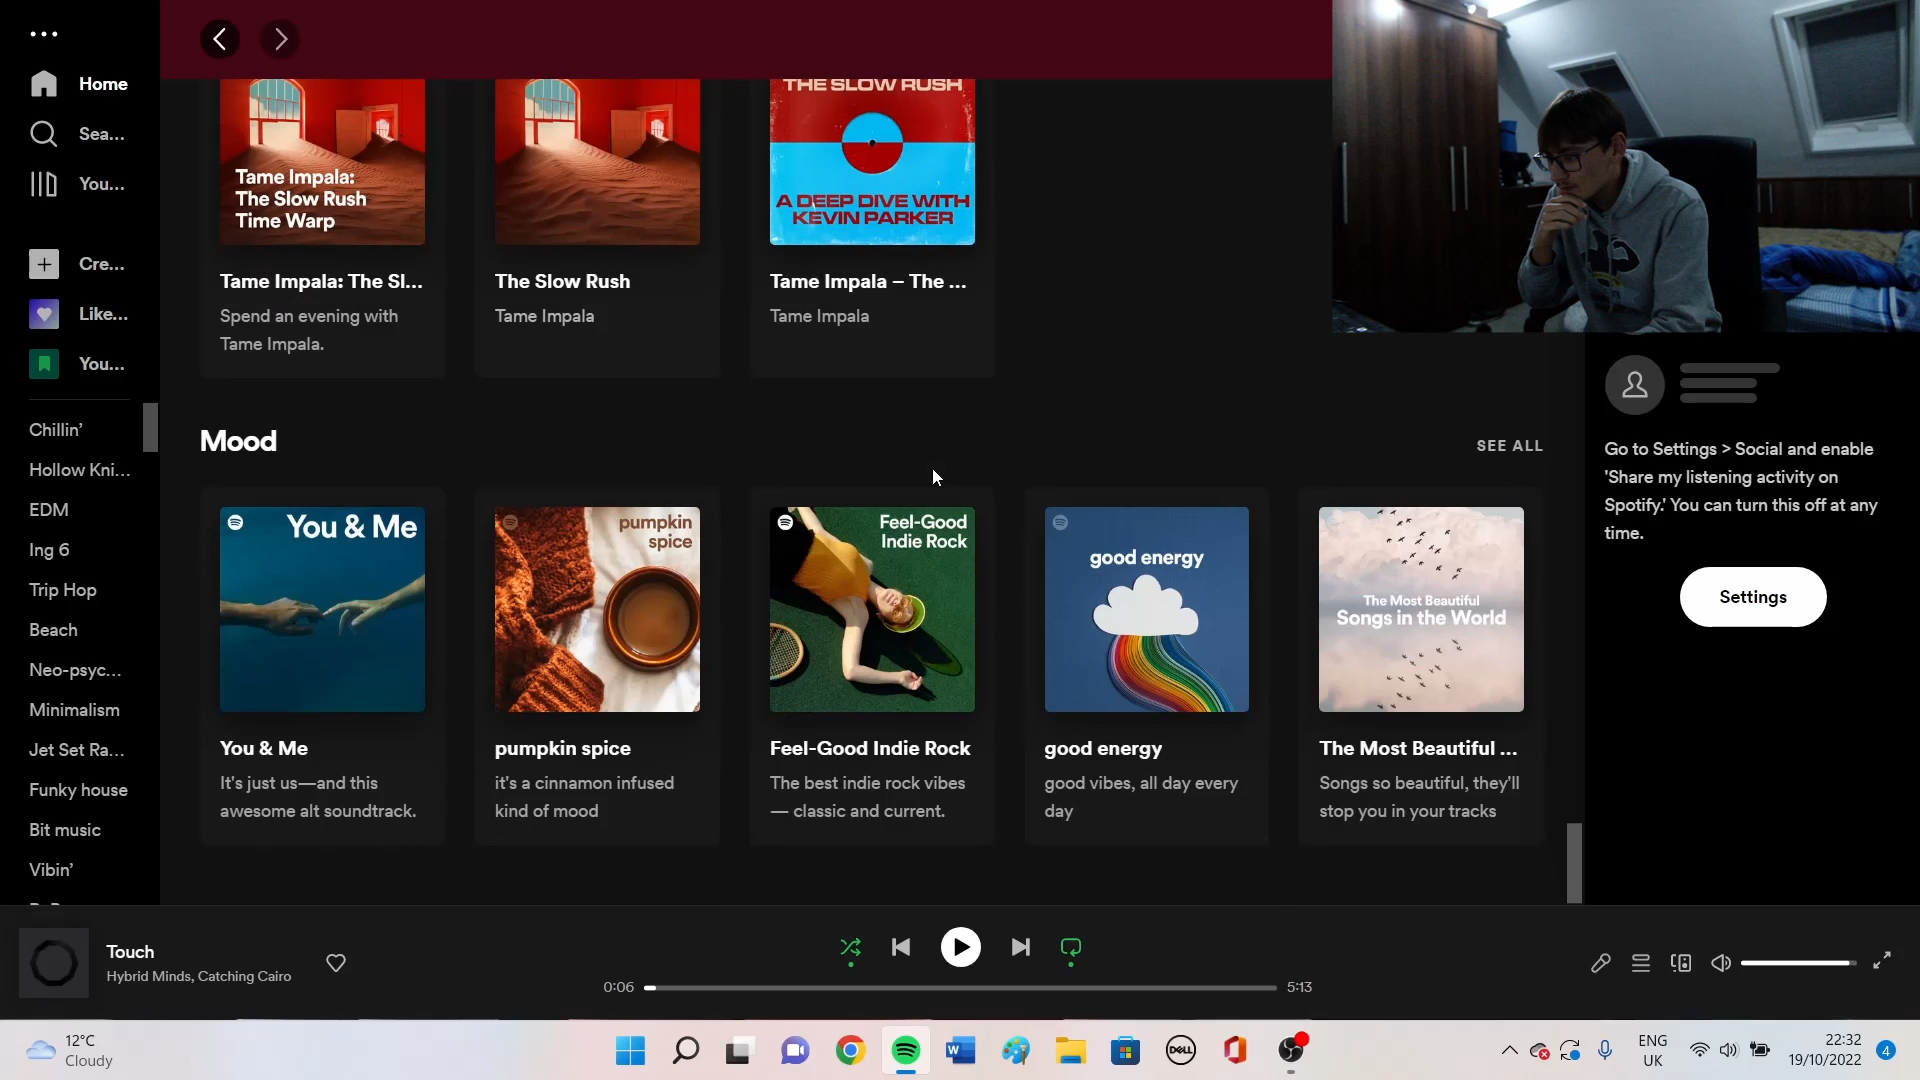 Home
Sea...
You...
Cre...
Like...
You...
Chillin'
Hollow Kni...
EDM
Ing 6
Trip Hop
Beach
Neo-psyc...
Minimalism
Jet Set Ra...
Funky house
Bit music
Vibin'
Tame Impala:
The Slow Rush
Time Warp
THE SLOW RUSH
A DEEP DIVE WITH
KEVIN PARKER
Tame Impala: The Sl...
Spend an evening with
Tame Impala.
The Slow Rush
Tame Impala
Tame Impala – The ...
Tame Impala
Mood
SEE ALL
You & Me
pumpkin
spice
Feel-Good
Indie Rock
good energy
The Most Beautiful
Songs in the World
You & Me
It's just us—and this
awesome alt soundtrack.
pumpkin spice
it's a cinnamon infused
kind of mood
Feel-Good Indie Rock
The best indie rock vibes
— classic and current.
good energy
good vibes, all day every
day
The Most Beautiful ...
Songs so beautiful, they'll
stop you in your tracks
Go to Settings > Social and enable
'Share my listening activity on
Spotify.' You can turn this off at any
time.
Settings
Touch
Hybrid Minds, Catching Cairo
0:06
5:13
12°C
Cloudy
W
DELL
ENG
UK
22:32
19/10/2022
4